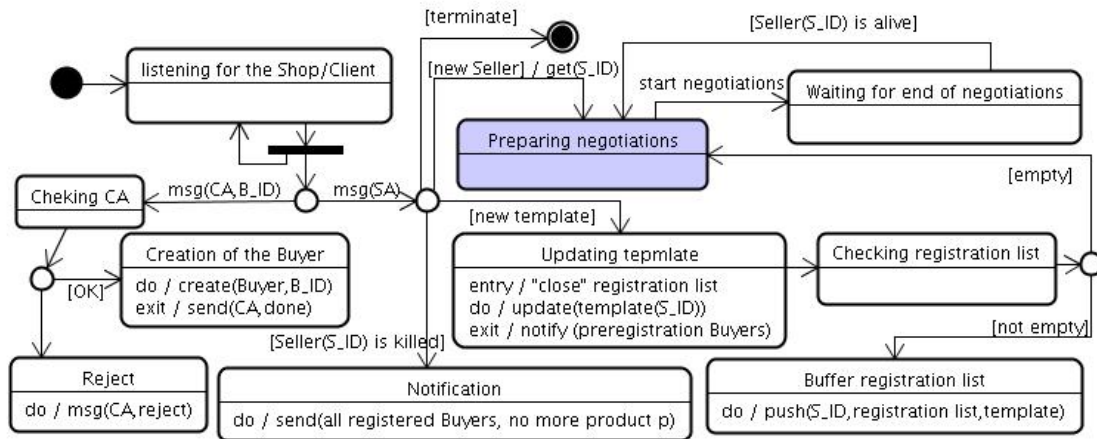 [terminate]
[Seller(S_ID) is alive]
listening for the Shop/Client
[new Seller] / get(S_ID)
start negotiations
Waiting for end of negotiations
Preparing negotiations
[empty]
Cheking CA
msg(CA,B_ID)
msg(SA)
[new template]
Creation of the Buyer
do / create(Buyer,B_ID)
exit / send(CA,done)
[OK]
Updating tepmlate
entry / "close" registration list
do / update(template(S_ID))
exit / notify (preregistration Buyers)
Checking registration list
[not empty]
[Seller(S_ID) is killed]
Reject
do / msg(CA,reject)
Notification
do / send(all registered Buyers, no more product p)
Buffer registration list
do / push(S_ID,registration list,template)